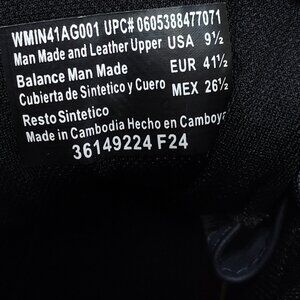 WMIN41AG001 UPC# 0605388477071
Man Made and Leather Upper USA 9½
Balance Man Made EUR 41½
Cubierta de Sintetico y Cuero
Resto Sintetico MEX 26½
Made in Cambodia Hecho en Camboya
36149224 F24